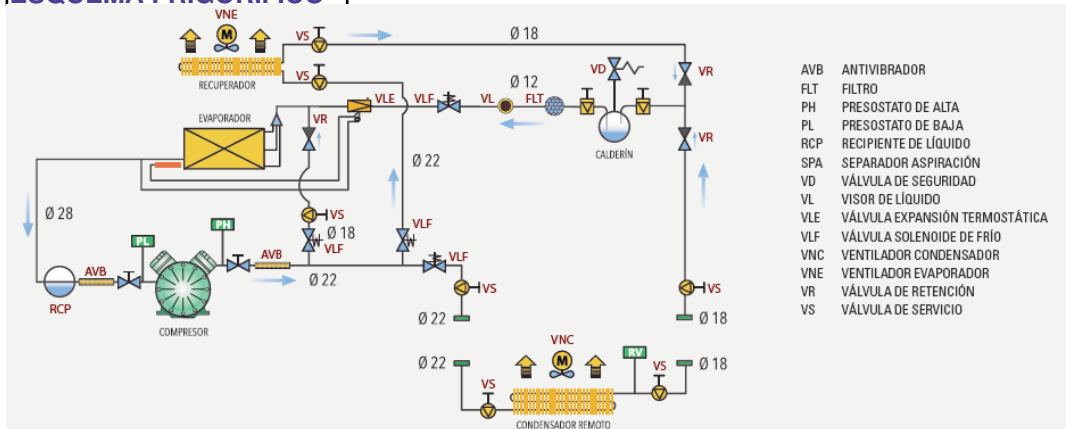 ESQUEMA FRIGORÍFICO
VNE
M
VS
Ø 18
RECUPERADOR
VS
VD
VR
Ø 12
VLE
VLF
VL
FLT
EVAPORADOR
VR
VR
CALDERÍN
Ø 22
Ø 28
VS
Ø 18
VLF
VLF
VLF
PH
PL
AVB
AVB
Ø 22
RCP
COMPRESOR
VS
VS
Ø 22
Ø 18
VNC
M
Ø 22
RV
VS
Ø 18
VS
CONDENSADOR REMOTO
AVB ANTIVIBRADOR
FLT FILTRO
PH PRESOSTATO DE ALTA
PL PRESOSTATO DE BAJA
RCP RECIPIENTE DE LÍQUIDO
SPA SEPARADOR ASPIRACIÓN
VD VÁLVULA DE SEGURIDAD
VL VISOR DE LÍQUIDO
VLE VÁLVULA EXPANSIÓN TERMOSTÁTICA
VLF VÁLVULA SOLENOIDE DE FRÍO
VNC VENTILADOR CONDENSADOR
VNE VENTILADOR EVAPORADOR
VR VÁLVULA DE RETENCIÓN
VS VÁLVULA DE SERVICIO